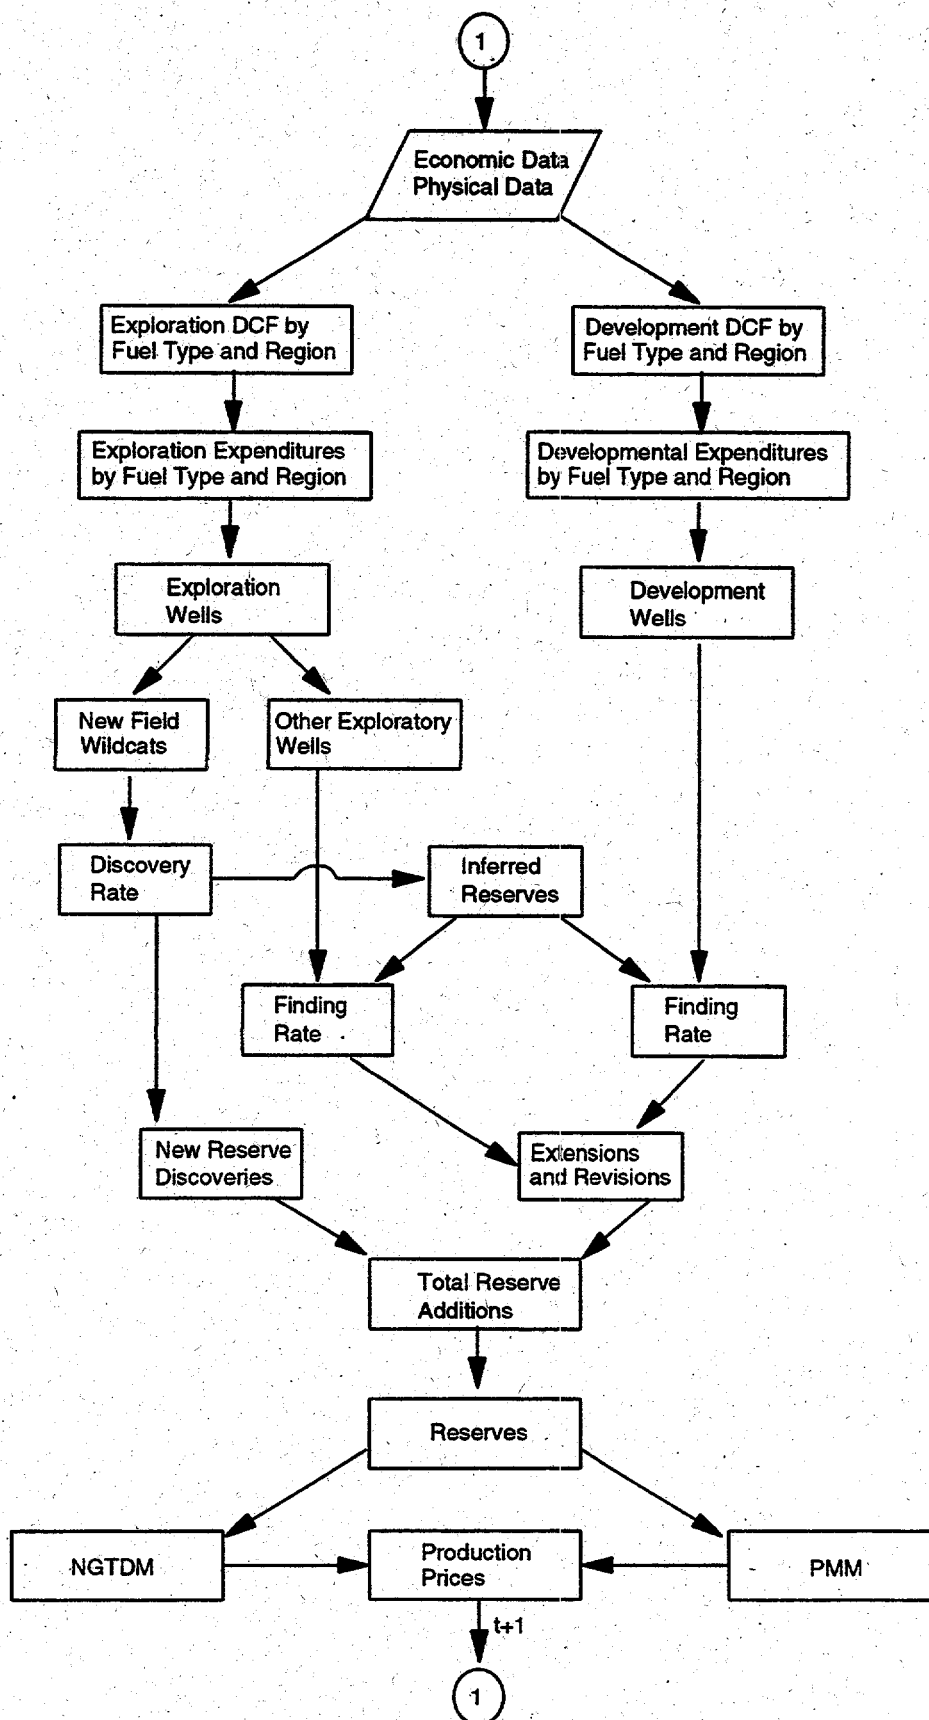 1
Economic Data
Physical Data
Exploration DCF by
Fuel Type and Region
Development DCF by
Fuel Type and Region
Exploration Expenditures
by Fuel Type and Region
Developmental Expenditures
by Fuel Type and Region
Exploration
Wells
Development
Wells
New Field
Wildcats
Other Exploratory
Wells
Discovery
Rate
Inferred
Reserves
Finding
Rate
Finding
Rate
New Reserve
Discoveries
Extensions
and Revisions
Total Reserve
Additions
Reserves
NGTDM
Production
Prices
PMM
t+1
1